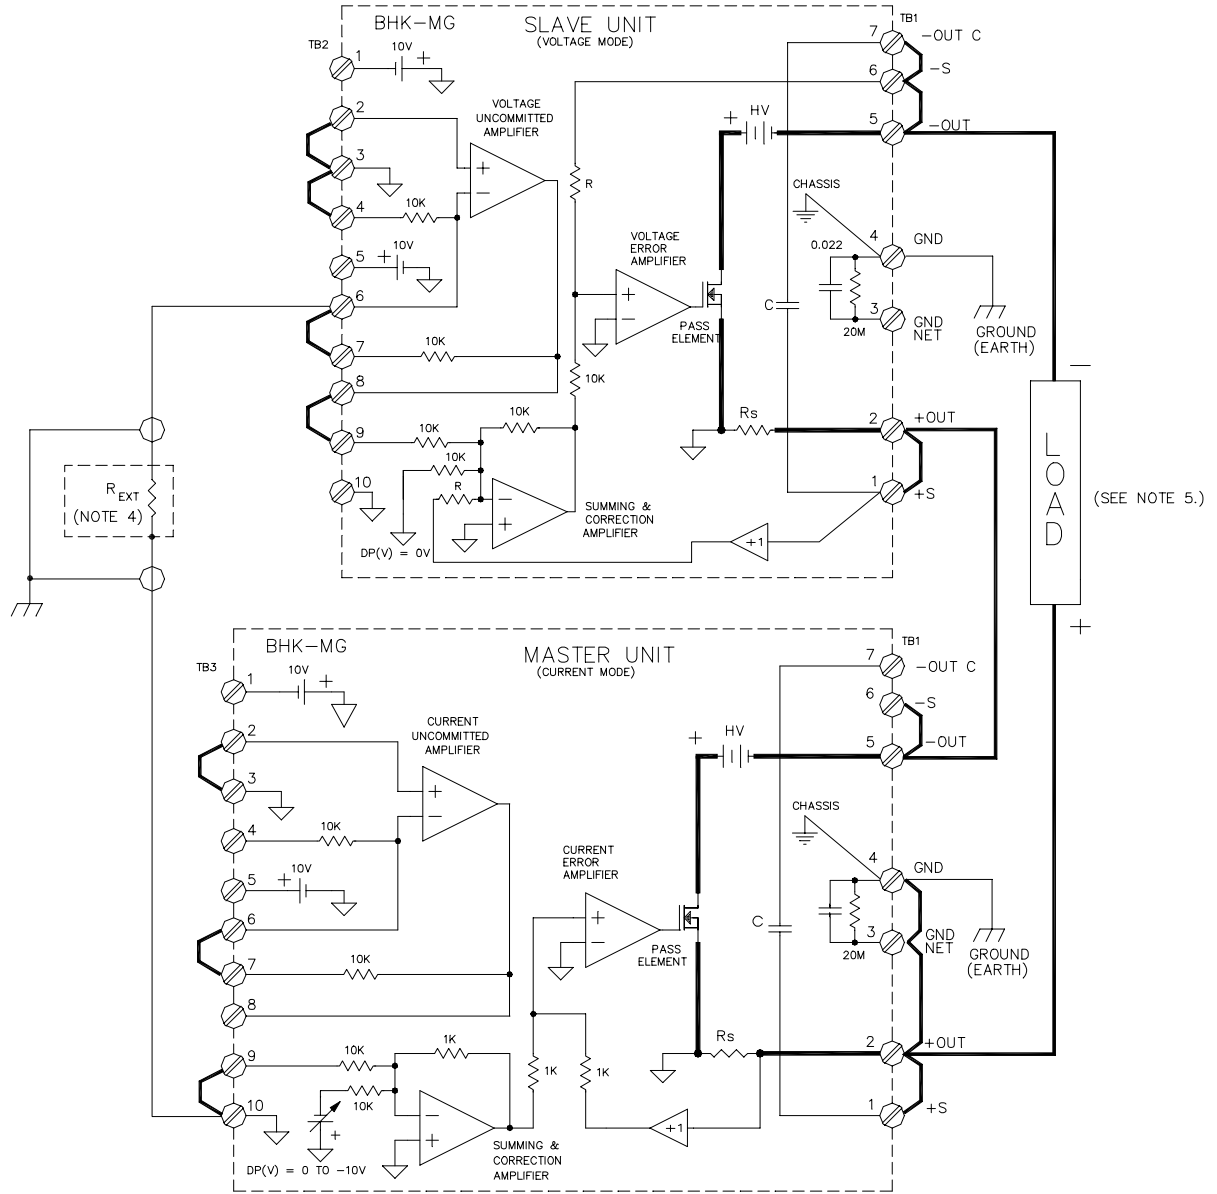 BHK-MG
SLAVE UNIT
(VOLTAGE MODE)
TB2
TB1
1
10V
+
7
-OUT C
6
-S
2
VOLTAGE
UNCOMMITTED
AMPLIFIER
+
-
HV
+
5
-OUT
3
R
CHASSIS
4
10K
4
GND
5
+
10V
VOLTAGE
ERROR
AMPLIFIER
+
-
0.022
6
PASS
ELEMENT
C
3
20M
GND
NET
GROUND
(EARTH)
7
10K
8
10K
-
9
10K
10K
Rs
2
+OUT
10K
R
-
+
10
SUMMING &
CORRECTION
AMPLIFIER
1
+S
DP(V) = 0V
+1
R EXT
(NOTE 4)
LOAD
(SEE NOTE 5.)
+
BHK-MG
MASTER UNIT
(CURRENT MODE)
TB3
TB1
1
10V
+
7
-OUT C
6
-S
2
CURRENT
UNCOMMITTED
AMPLIFIER
+
-
+
HV
5
-OUT
3
CHASSIS
4
10K
CURRENT
ERROR
AMPLIFIER
4
GND
5
+
10V
+
-
6
PASS
ELEMENT
C
3
20M
GND
NET
GROUND
(EARTH)
7
10K
8
9
10K
1K
Rs
2
+OUT
10K
1K
1K
10
+
-
+
+1
1
+S
SUMMING &
CORRECTION
AMPLIFIER
DP(V) = 0 TO -10V